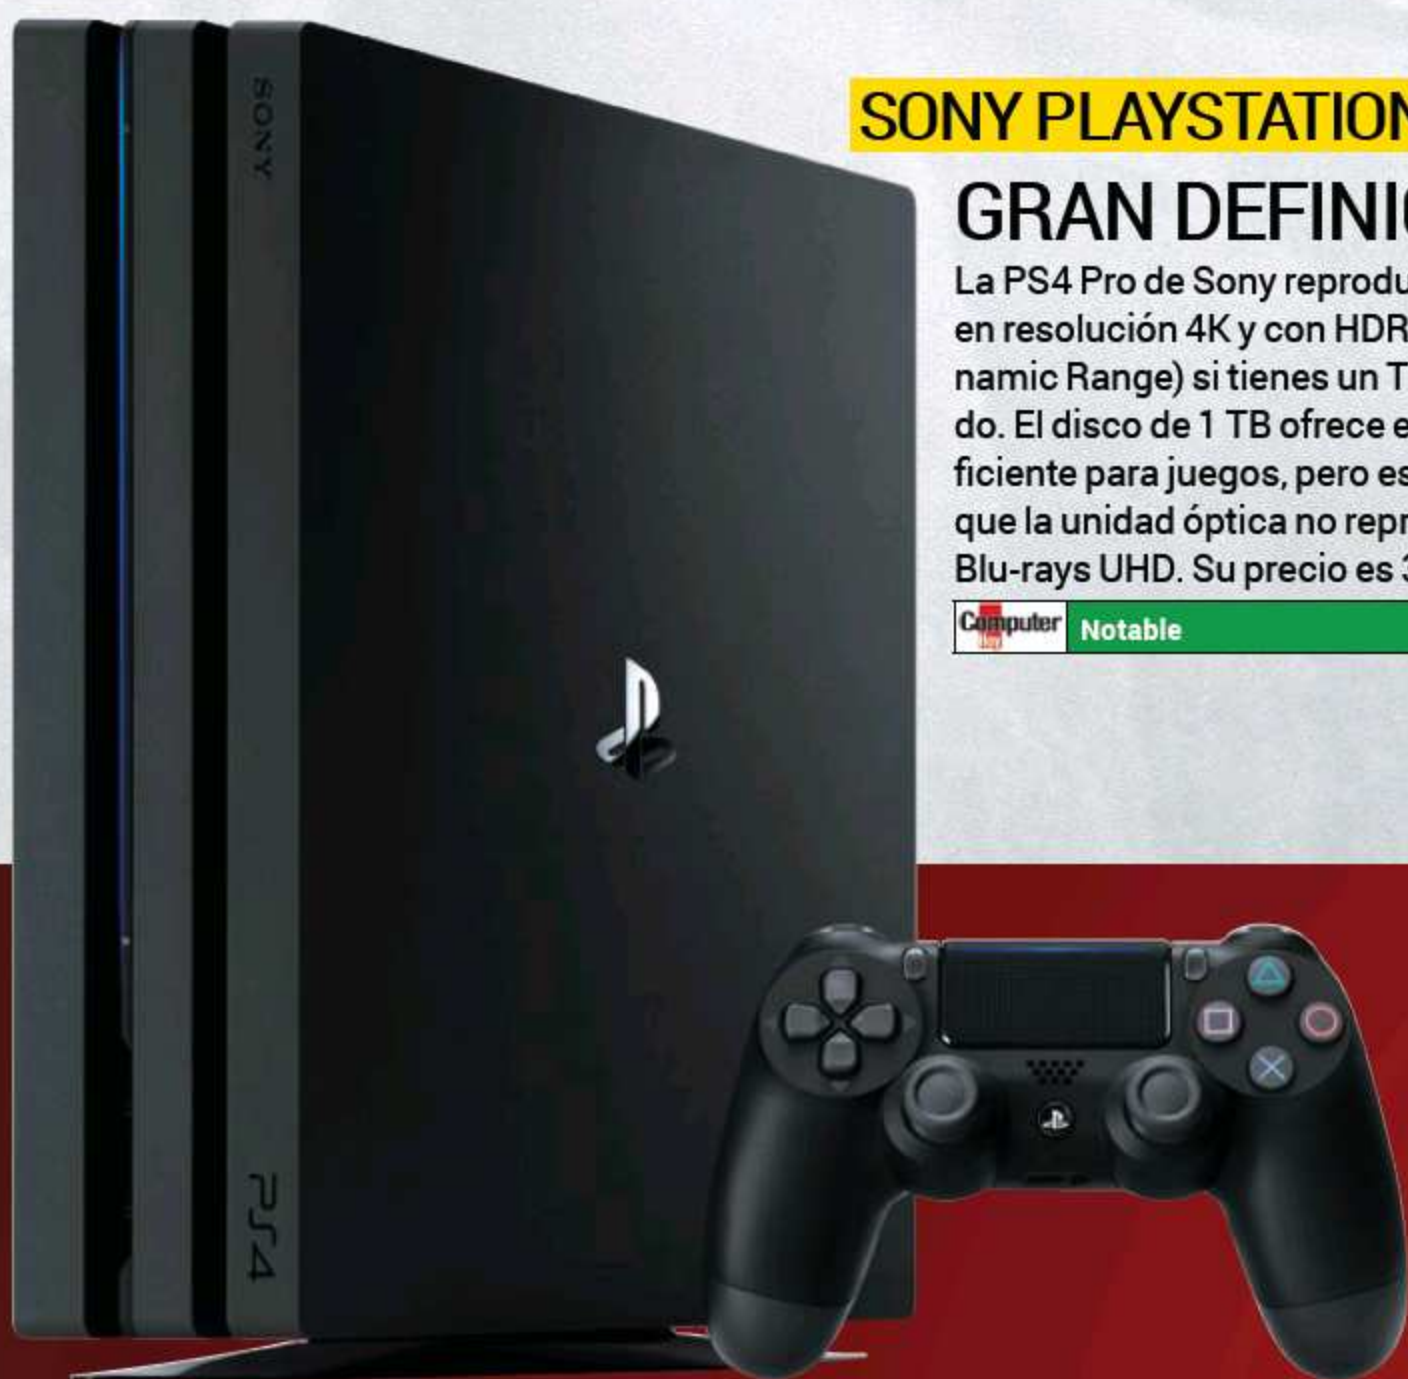 SONY
PS4
SONY PLAYSTATION
GRAN DEFINI
La PS4 Pro de Sony reprodu
en resolución 4K y con HDR
namic Range) si tienes un T
do. El disco de 1 TB ofrece e
ficiente para juegos, pero es
que la unidad óptica no repr
Blu-rays UHD. Su precio es 3
Computer
Hoy
Notable